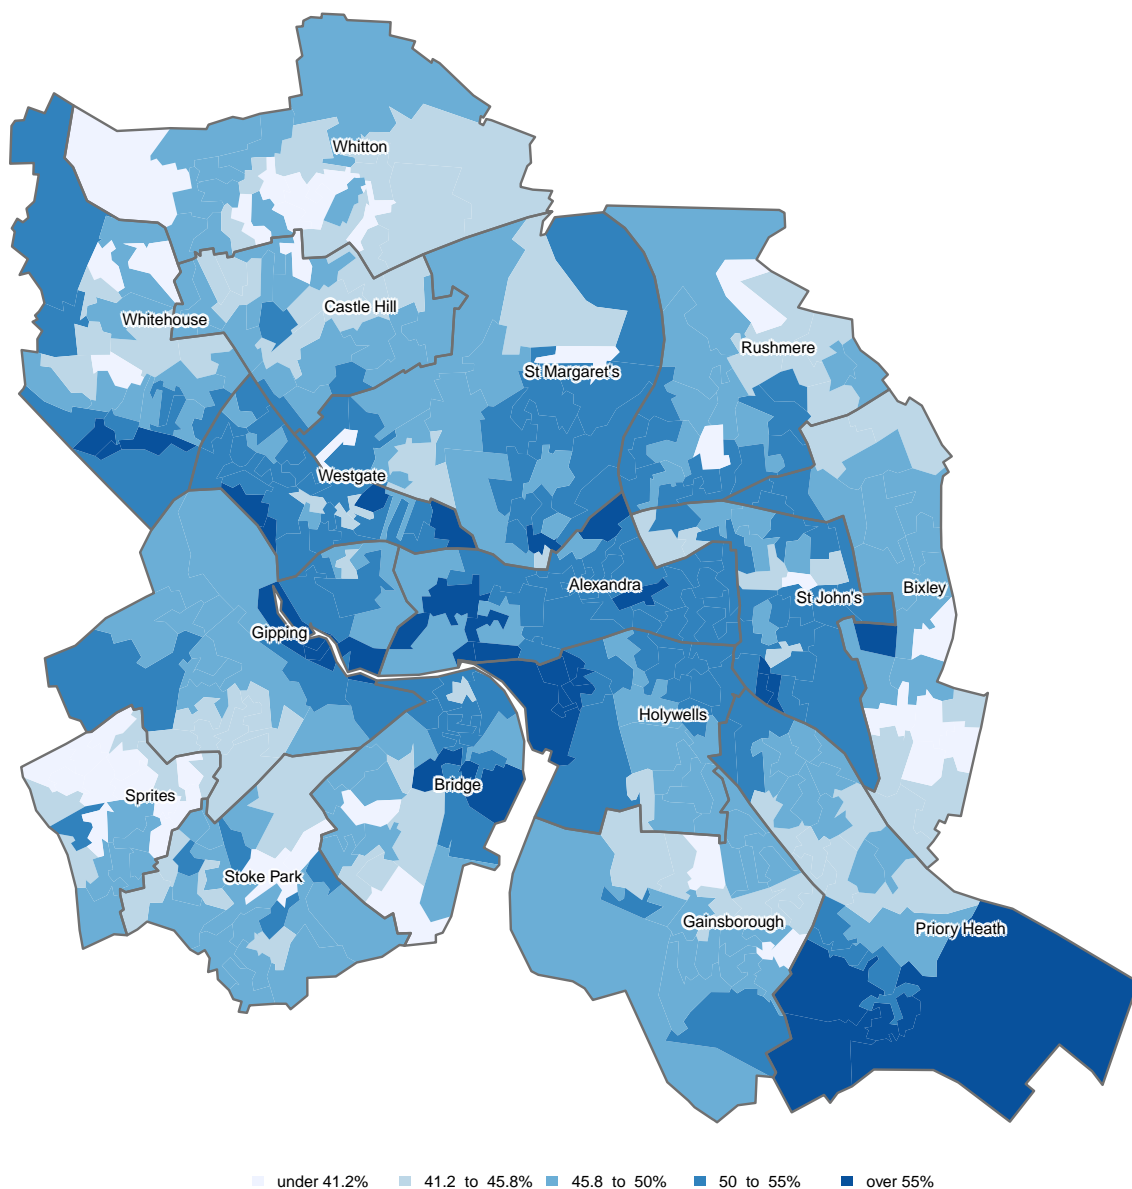 Whitton
Castle Hill
Whitehouse
Rushmere
St Margaret's
Westgate
Alexandra
Bixley
St John's
Gipping
Holywells
Bridge
Sprites
Stoke Park
Gainsborough
Priory Heath
under 41.2% 41.2 to 45.8% 45.8 to 50% 50 to 55% over 55%